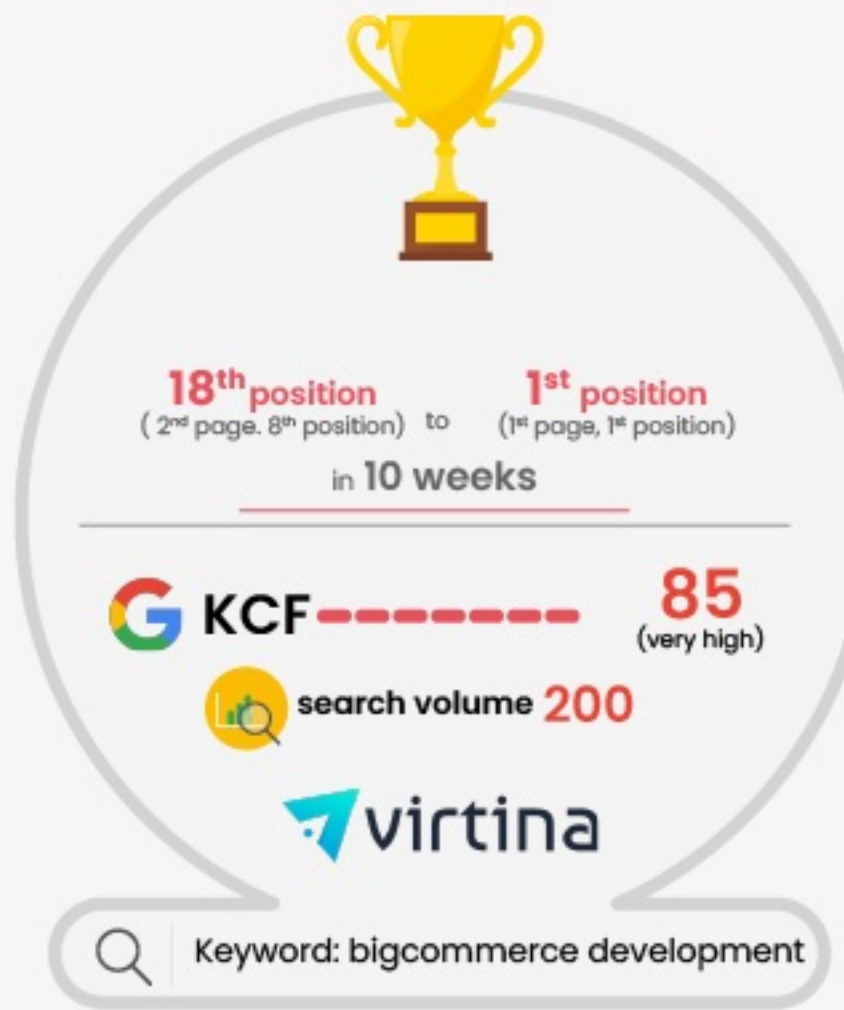 18th position 1st position
( 2nd page. 8th position) to (1st page, 1st position)
in 10 weeks
G KCF 85
(very high)
search volume 200
virtina
Keyword: bigcommerce development